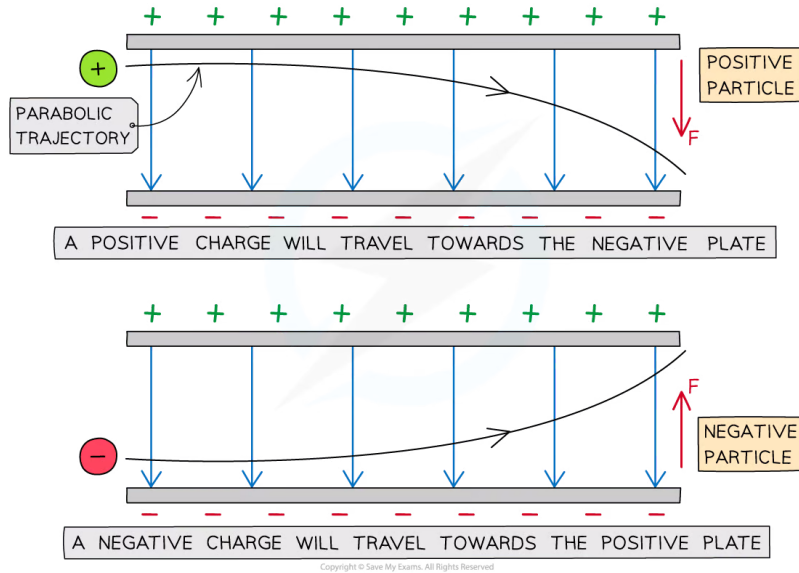 + + + + + + + + +
+
POSITIVE
PARTICLE
PARABOLIC
TRAJECTORY
F
− − − − − − − − −
A POSITIVE CHARGE WILL TRAVEL TOWARDS THE NEGATIVE PLATE
+ + + + + + + + +
F
−
NEGATIVE
PARTICLE
− − − − − − − − −
A NEGATIVE CHARGE WILL TRAVEL TOWARDS THE POSITIVE PLATE
Copyright © Save My Exams. All Rights Reserved